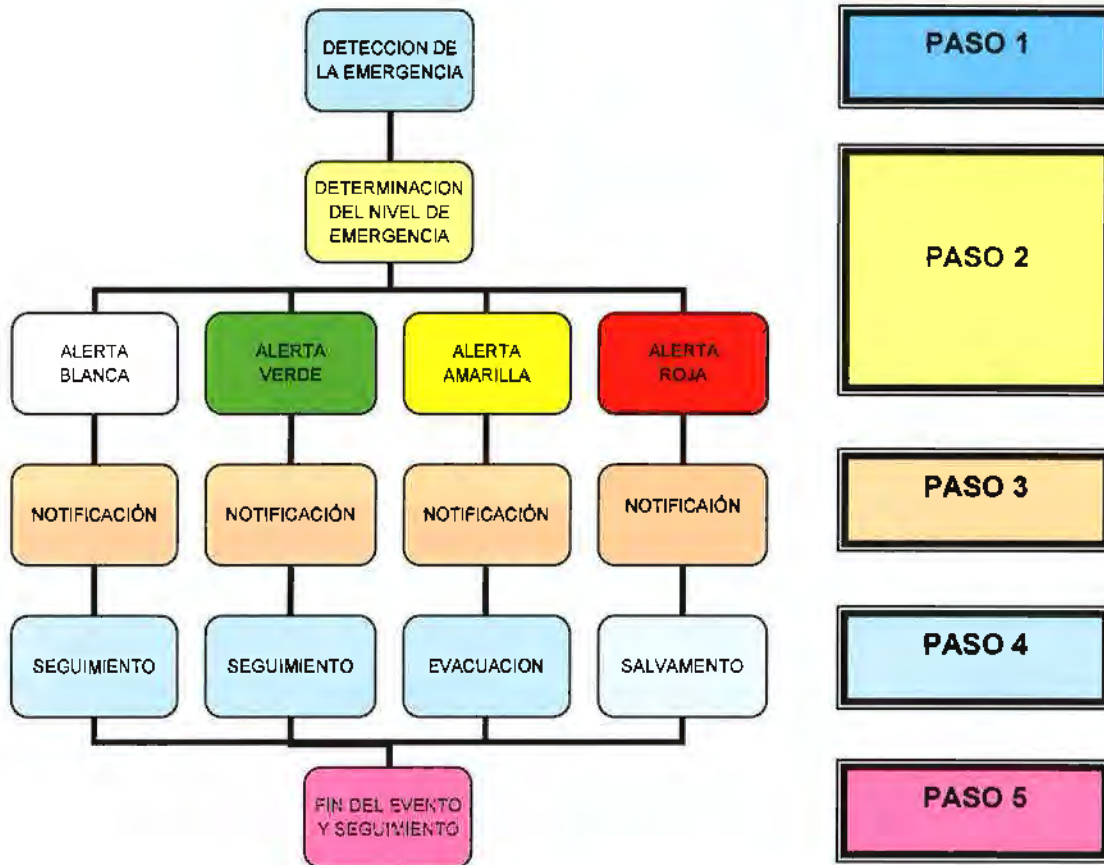 DETECCION DE
LA EMERGENCIA
PASO 1
DETERMINACION
DEL NIVEL DE
EMERGENCIA
PASO 2
ALERTA
BLANCA
ALERTA
VERDE
ALERTA
AMARILLA
ALERTA
ROJA
NOTIFICACIÓN
NOTIFICACIÓN
NOTIFICACIÓN
NOTIFICAIÓN
PASO 3
SEGUIMIENTO
SEGUIMIENTO
EVACUACION
SALVAMENTO
PASO 4
FIN DEL EVENTO
Y SEGUIMIENTO
PASO 5